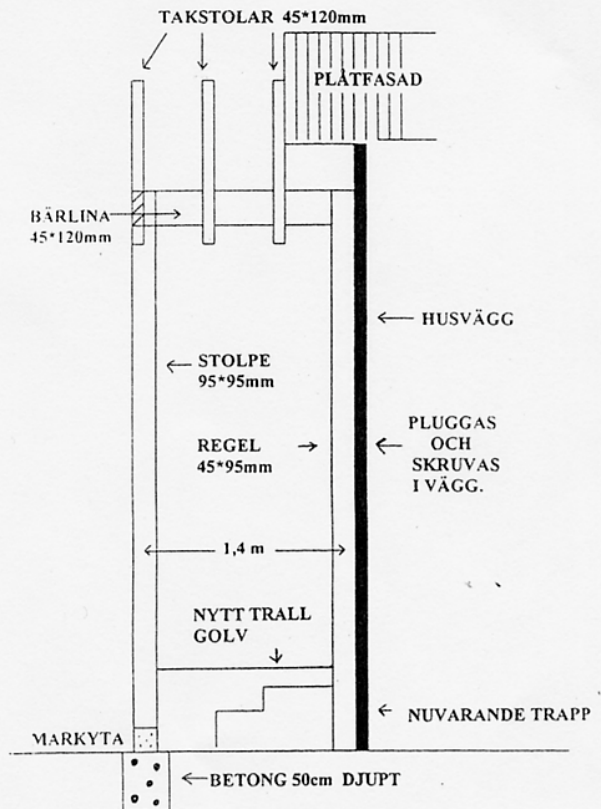 TAKSTOLAR 45*120mm
PLÅTFASAD
BÄRLINA
45*120mm
HUSVÄGG
STOLPE
95*95mm
REGEL
45*95mm
PLUGGAS
OCH
SKRUVAS
I VÄGG.
1,4 m
NYTT TRALL
GOLV
NUVARANDE TRAPP
MARKYTA
BETONG 50cm DJUPT